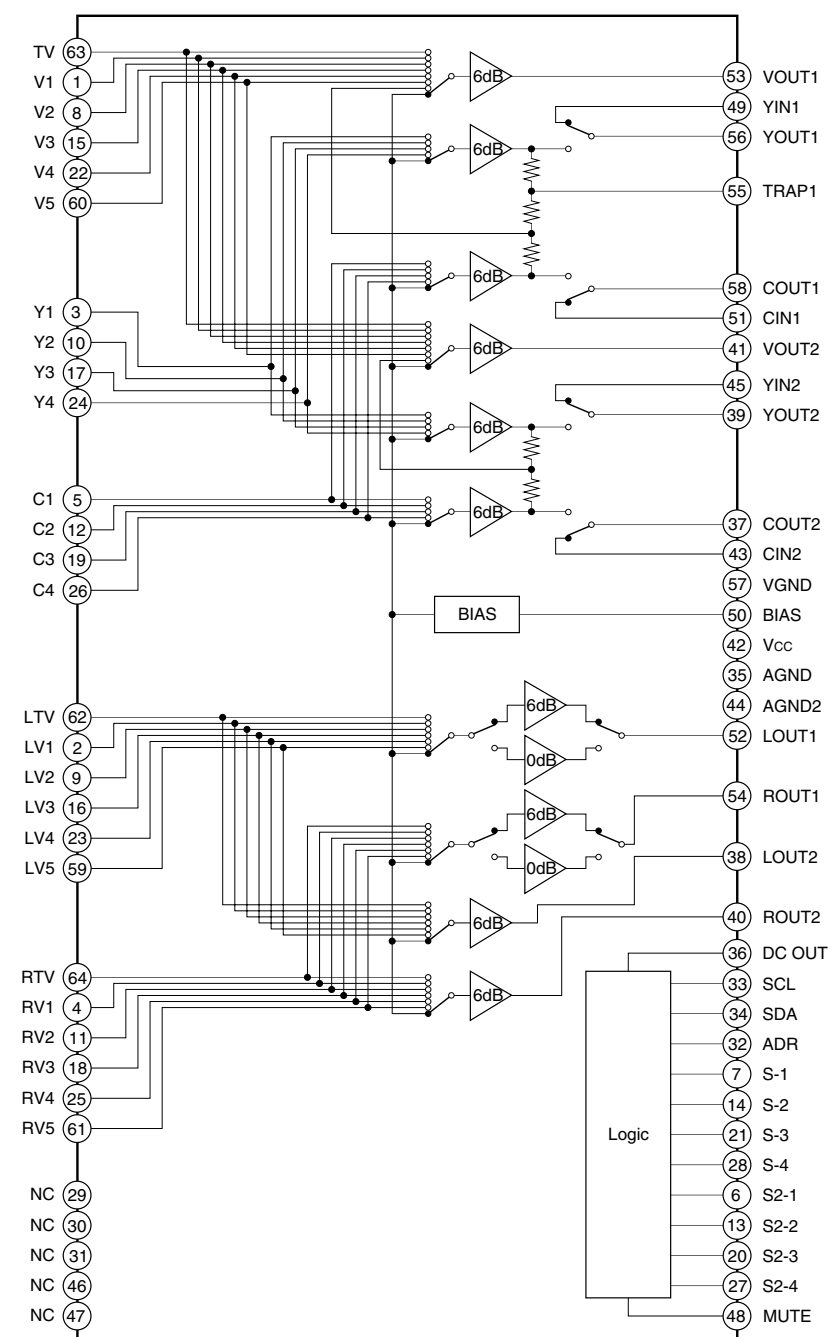 TV 63
V1 1
V2 8
V3 15
V4 22
V5 60
Y1 3
Y2 10
Y3 17
Y4 24
C1 5
C2 12
C3 19
C4 26
LTV 62
LV1 2
LV2 9
LV3 16
LV4 23
LV5 59
RTV 64
RV1 4
RV2 11
RV3 18
RV4 25
RV5 61
NC 29
NC 30
NC 31
NC 46
NC 47
6dB
6dB
6dB
6dB
6dB
6dB
BIAS
6dB
0dB
6dB
0dB
6dB
6dB
Logic
53 VOUT1
49 YIN1
56 YOUT1
55 TRAP1
58 COUT1
51 CIN1
41 VOUT2
45 YIN2
39 YOUT2
37 COUT2
43 CIN2
57 VGND
50 BIAS
42 Vcc
35 AGND
44 AGND2
52 LOUT1
54 ROUT1
38 LOUT2
40 ROUT2
36 DC OUT
33 SCL
34 SDA
32 ADR
7 S-1
14 S-2
21 S-3
28 S-4
6 S2-1
13 S2-2
20 S2-3
27 S2-4
48 MUTE